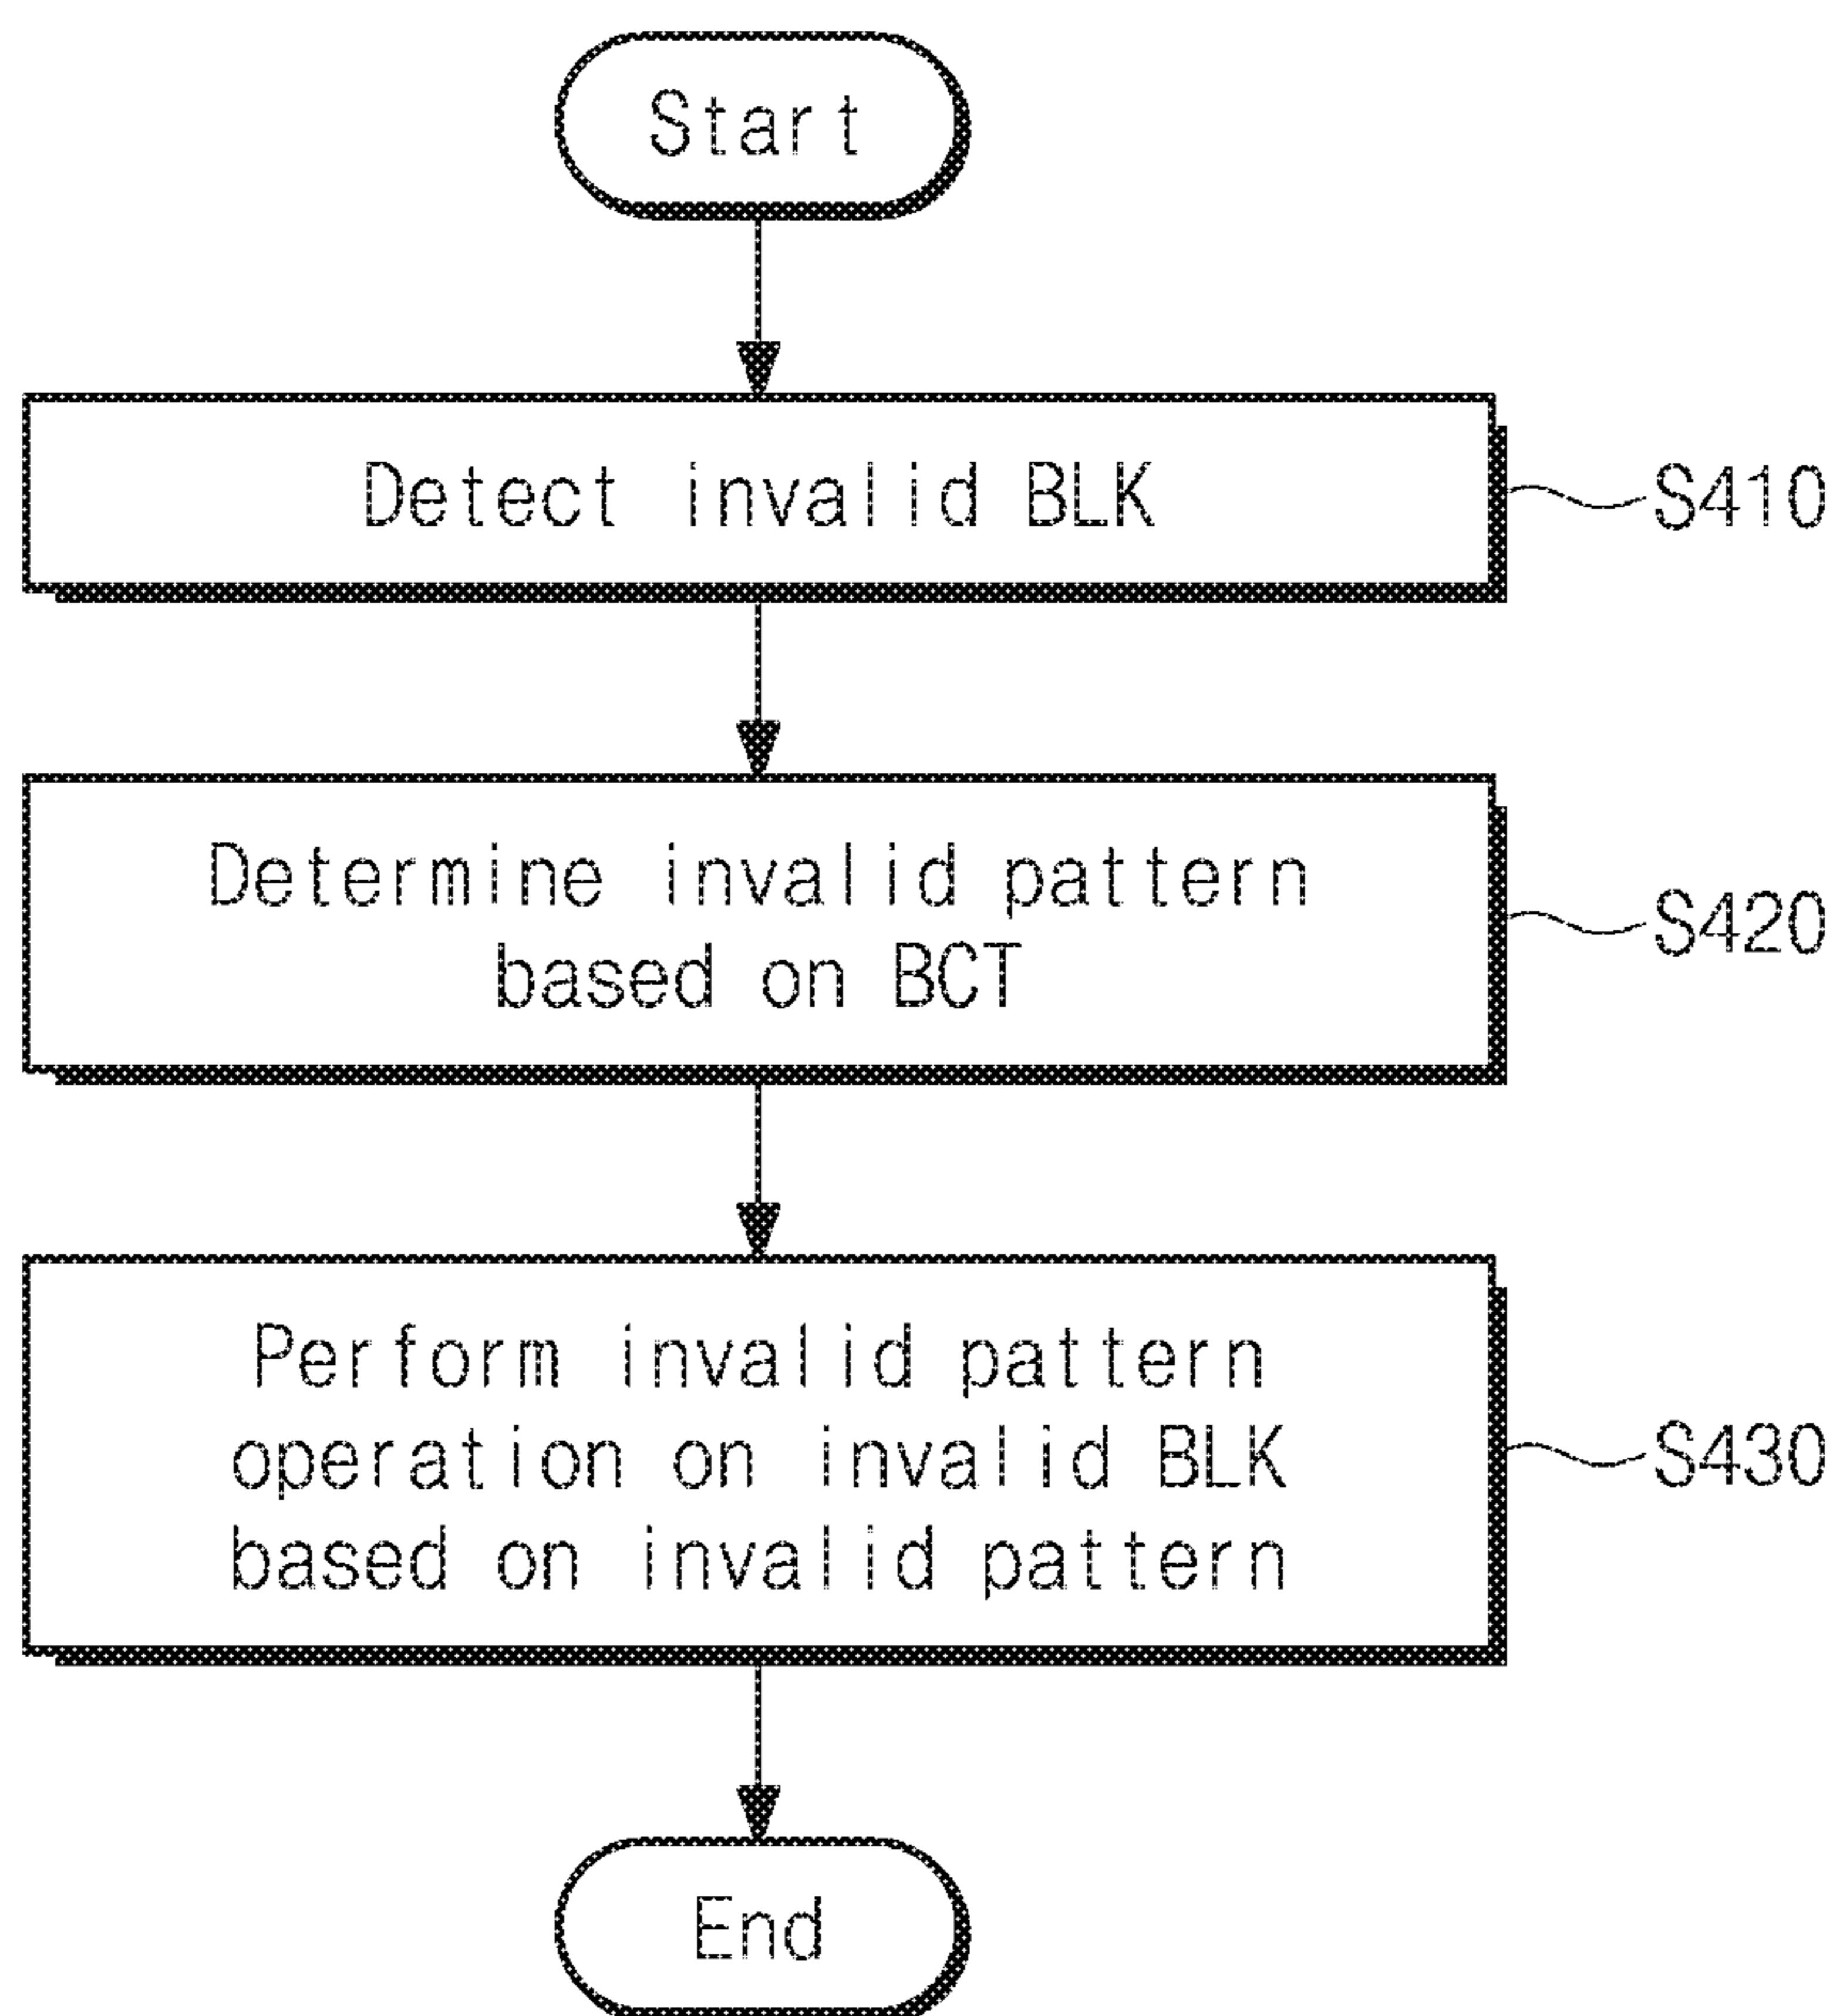 Start
Detect invalid BLK
S410
Determine invalid pattern
based on BCT
S420
Perform invalid pattern
operation on invalid BLK
based on invalid pattern
S430
End